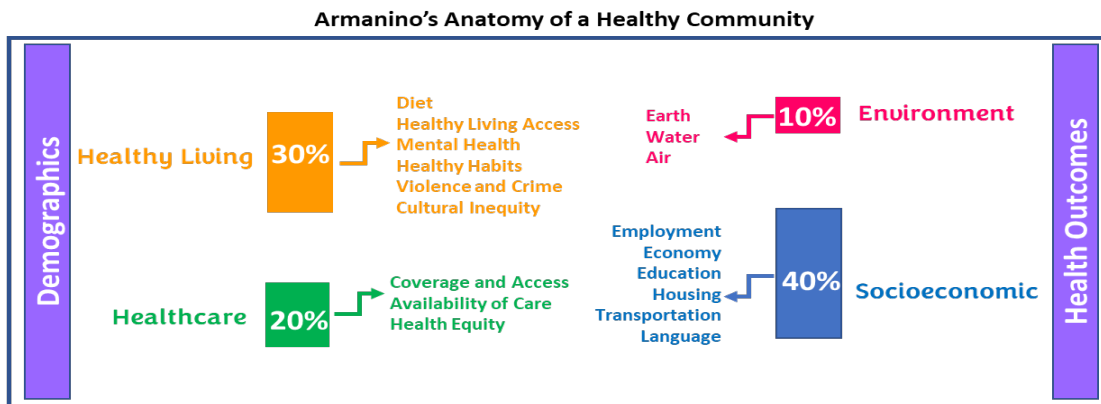 Armanino’s Anatomy of a Healthy Community
Demographics
Healthy Living
30%
Diet
Healthy Living Access
Mental Health
Healthy Habits
Violence and Crime
Cultural Inequity
Healthcare
20%
Coverage and Access
Availability of Care
Health Equity
Earth
Water
Air
10%
Environment
Employment
Economy
Education
Housing
Transportation
Language
40%
Socioeconomic
Health Outcomes